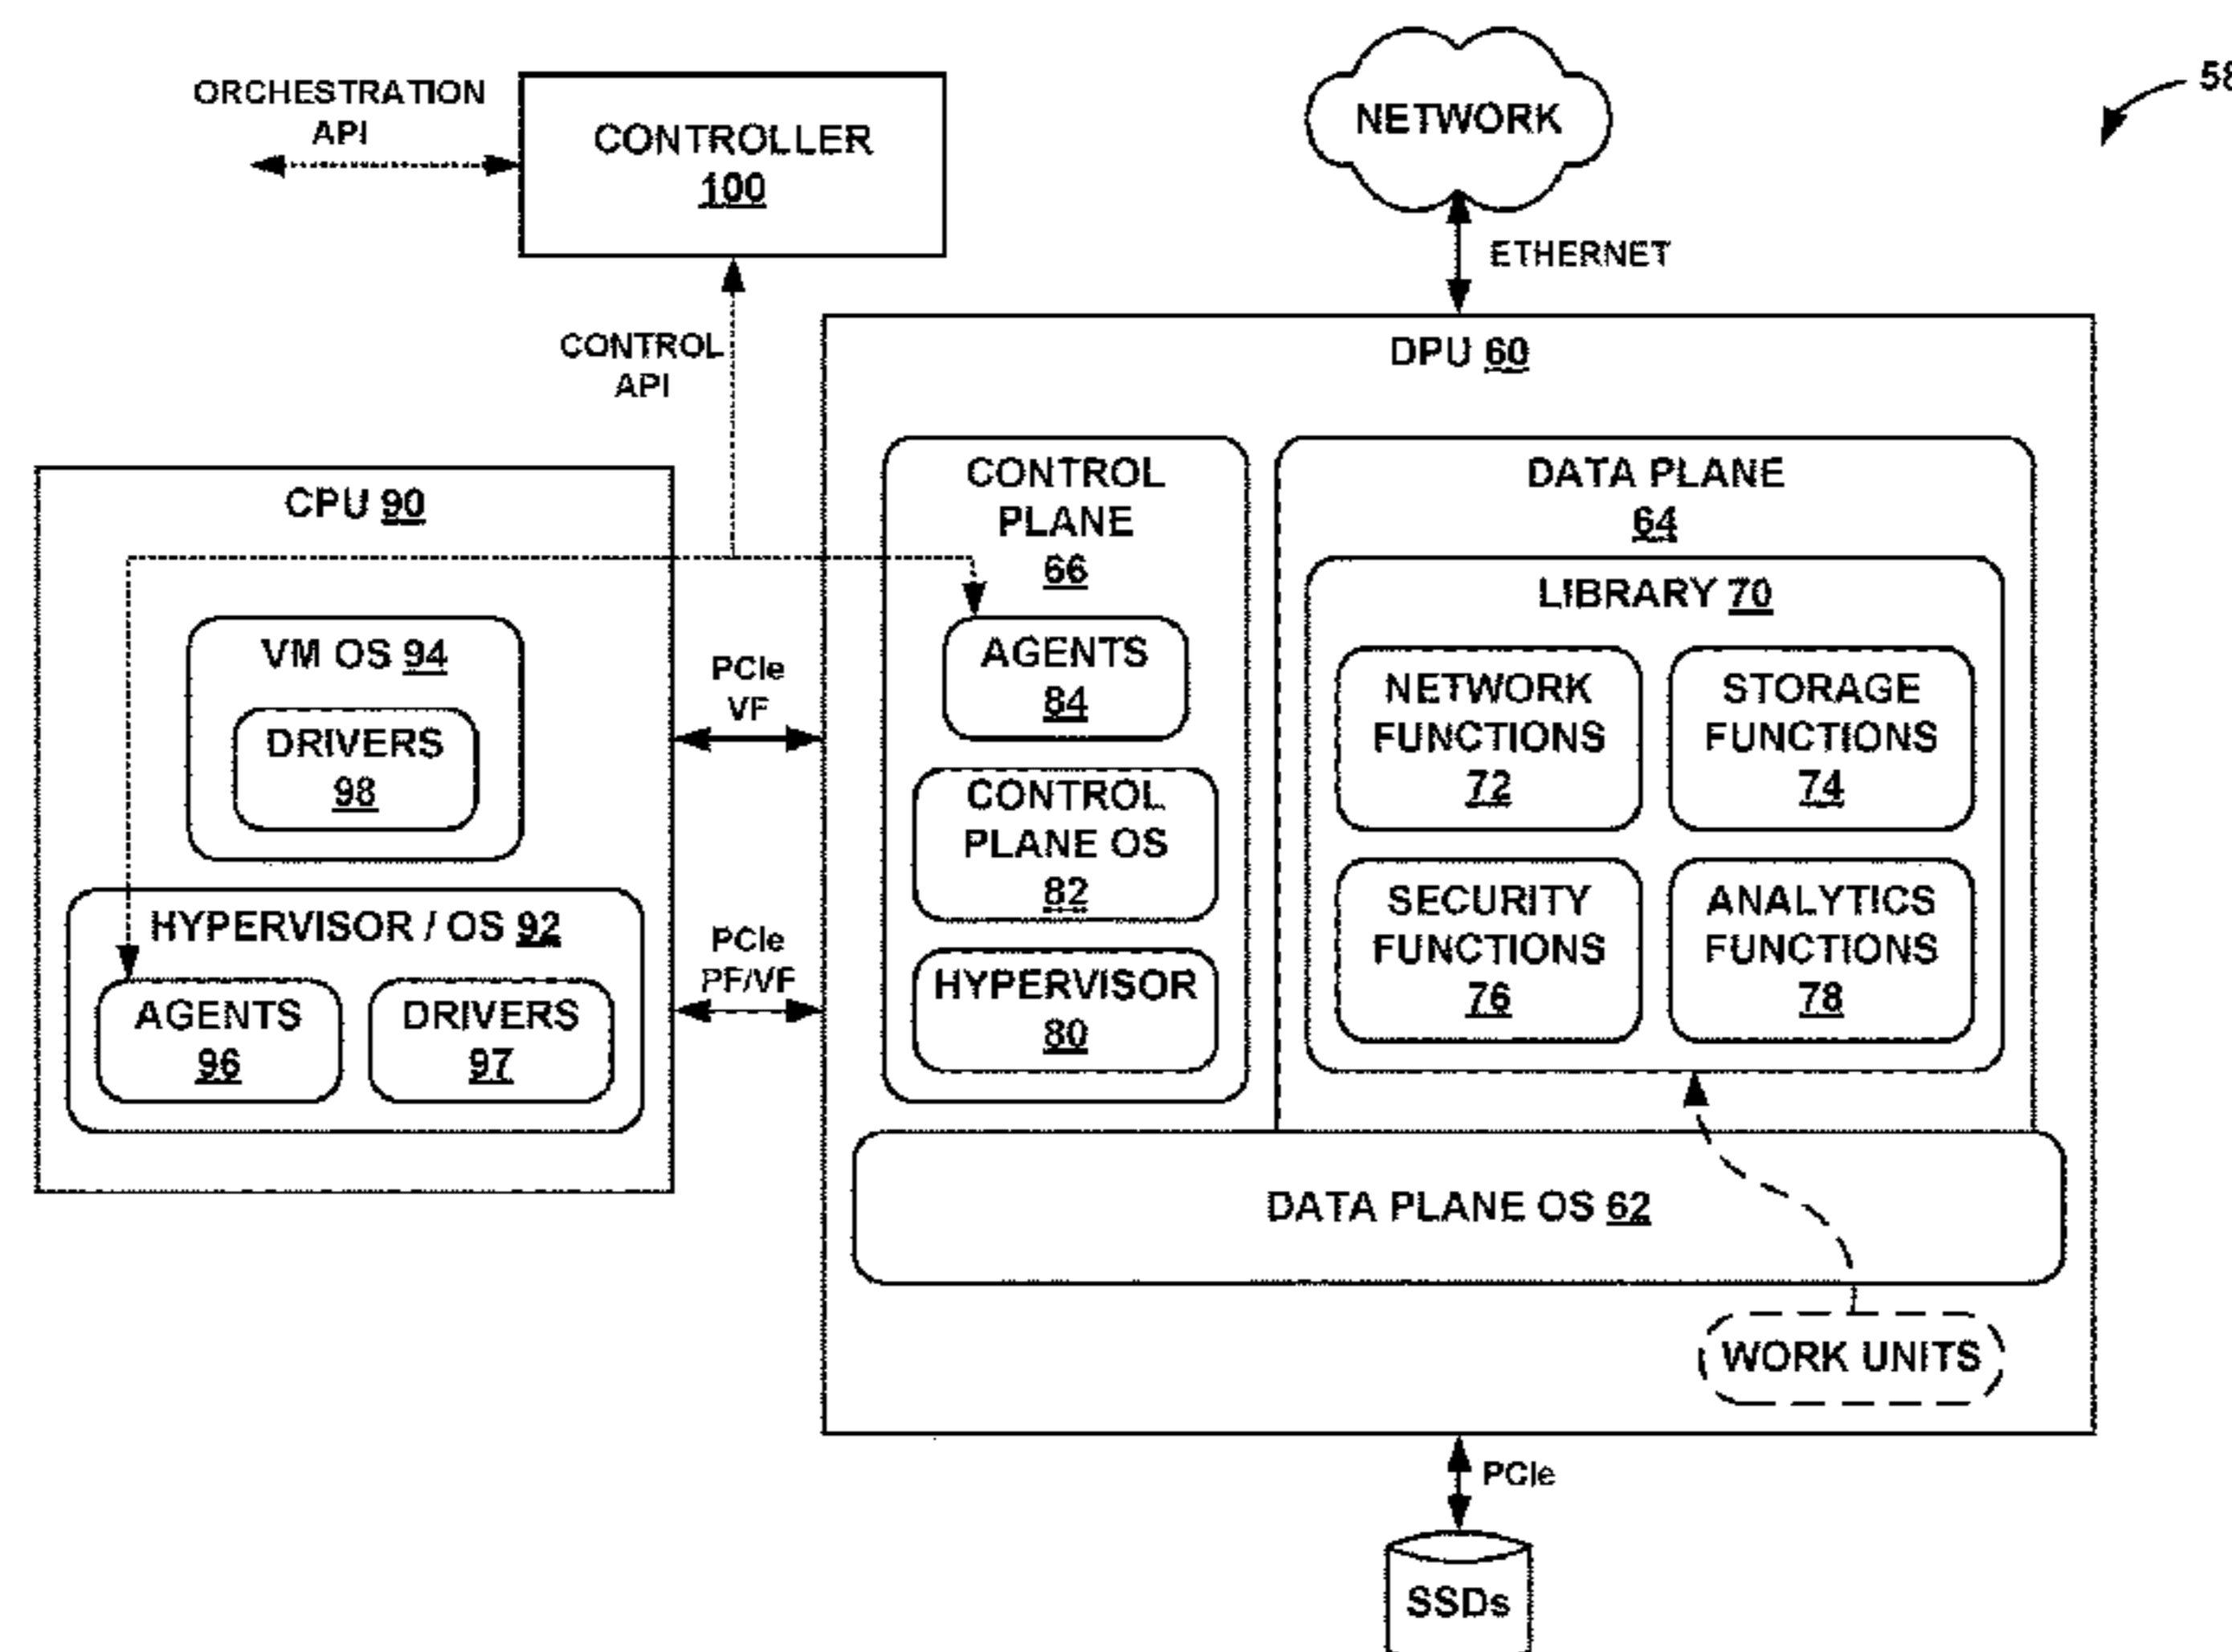 ORCHESTRATION
API
CONTROLLER
100
NETWORK
58
ETHERNET
CONTROL
API
DPU 60
CPU 90
VM OS 94
DRIVERS
98
HYPERVISOR / OS 92
AGENTS
96
DRIVERS
97
PCIe
VF
PCIe
PF/VF
CONTROL
PLANE
66
AGENTS
84
CONTROL
PLANE OS
82
HYPERVISOR
80
DATA PLANE
64
LIBRARY 70
NETWORK
FUNCTIONS
72
STORAGE
FUNCTIONS
74
SECURITY
FUNCTIONS
76
ANALYTICS
FUNCTIONS
78
DATA PLANE OS 62
WORK UNITS
PCIe
SSDs